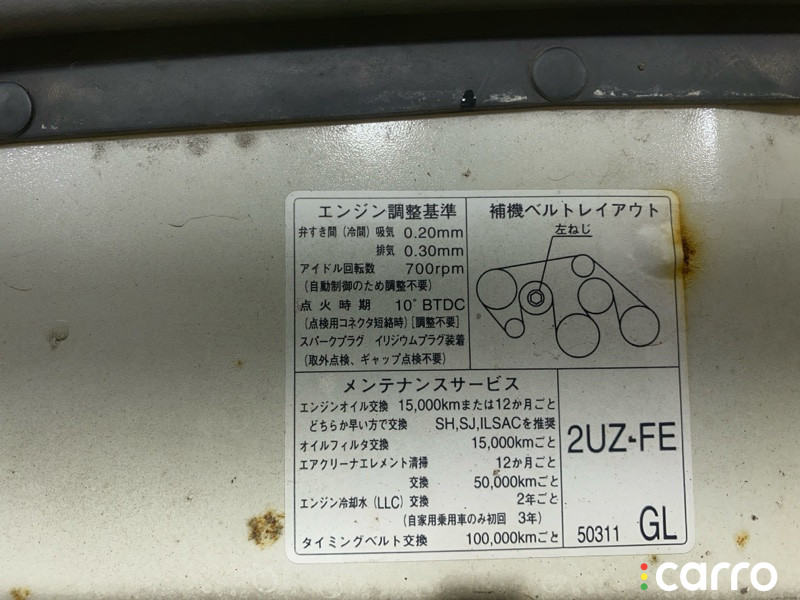 エンジン調整基準
弁すき間(冷間)吸気 0.20mm
排気 0.30mm
アイドル回転数 700rpm
(自動制御のため調整不要)
点火時期 10°BTDC
(点検用コネクタ短絡時)[調整不要]
スパークプラグ イリジウムプラグ装着
(取外点検、ギャップ点検不要)
補機ベルトレイアウト
左ねじ
メンテナンスサービス
エンジンオイル交換 15,000kmまたは12か月ごと
どちらか早い方で交換 SH,SJ,ILSACを推奨
オイルフィルタ交換 15,000kmごと
エアクリーナエレメント清掃 12か月ごと
交換 50,000kmごと
エンジン冷却水(LLC)交換 2年ごと
(自家用乗用車のみ初回 3年)
タイミングベルト交換 100,000kmごと
2UZ-FE
50311 GL
carro